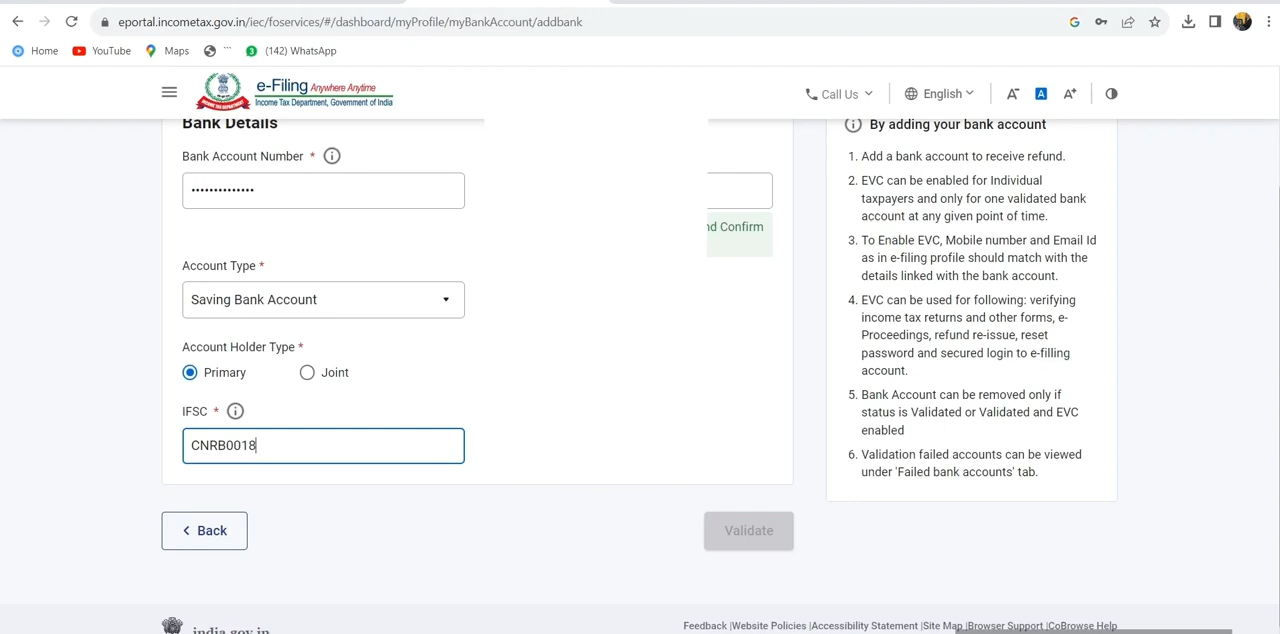 eportal.incometax.gov.in/iec/foservices/#/dashboard/myProfile/myBankAccount/addbank
Home YouTube Maps ``` (142) WhatsApp
e-Filing Anywhere Anytime
Income Tax Department, Government of India
Call Us English A- A A+
Bank Details
Bank Account Number *
••••••••••••••
nd Confirm
Account Type *
Saving Bank Account
Account Holder Type *
Primary Joint
IFSC *
CNRB0018
Back
Validate
By adding your bank account
1. Add a bank account to receive refund.
2. EVC can be enabled for Individual
taxpayers and only for one validated bank
account at any given point of time.
3. To Enable EVC, Mobile number and Email Id
as in e-filing profile should match with the
details linked with the bank account.
4. EVC can be used for following: verifying
income tax returns and other forms, e-
Proceedings, refund re-issue, reset
password and secured login to e-filling
account.
5. Bank Account can be removed only if
status is Validated or Validated and EVC
enabled
6. Validation failed accounts can be viewed
under 'Failed bank accounts' tab.
india.gov.in
Feedback |Website Policies |Accessibility Statement |Site Map |Browser Support |CoBrowse Help